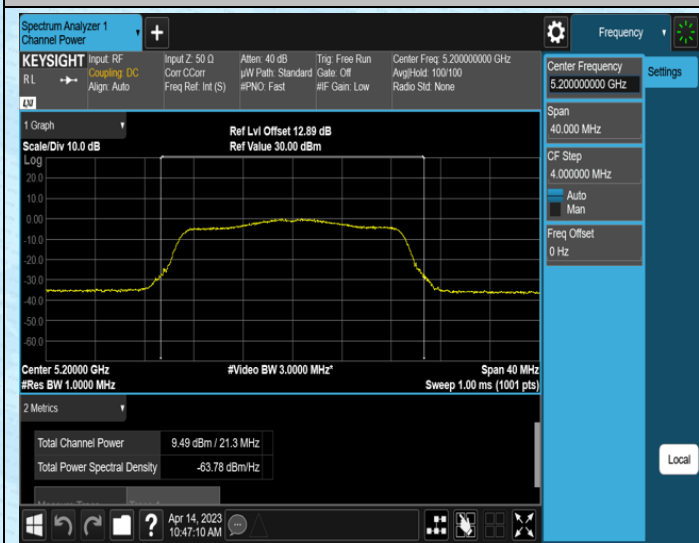 Spectrum Analyzer 1
Channel Power
Frequency
KEYSIGHT
RL
LXI
Input: RF
Coupling: DC
Align: Auto
Input Z: 50 Ω
Corr CCorr
Freq Ref: Int (S)
Atten: 40 dB
µW Path: Standard
#PNO: Fast
Trig: Free Run
Gate: Off
#IF Gain: Low
Center Freq: 5.200000000 GHz
Avg|Hold: 100/100
Radio Std: None
Center Frequency
5.200000000 GHz
Settings
Span
40.000 MHz
CF Step
4.000000 MHz
Auto
Man
Freq Offset
0 Hz
Local
1 Graph
Scale/Div 10.0 dB
Ref Lvl Offset 12.89 dB
Ref Value 30.00 dBm
Log
20.0
10.0
0.00
-10.0
-20.0
-30.0
-40.0
-50.0
-60.0
Center 5.20000 GHz
#Res BW 1.0000 MHz
#Video BW 3.0000 MHz*
Span 40 MHz
Sweep 1.00 ms (1001 pts)
2 Metrics
Total Channel Power 9.49 dBm / 21.3 MHz
Total Power Spectral Density -63.78 dBm/Hz
?
Apr 14, 2023
10:47:10 AM